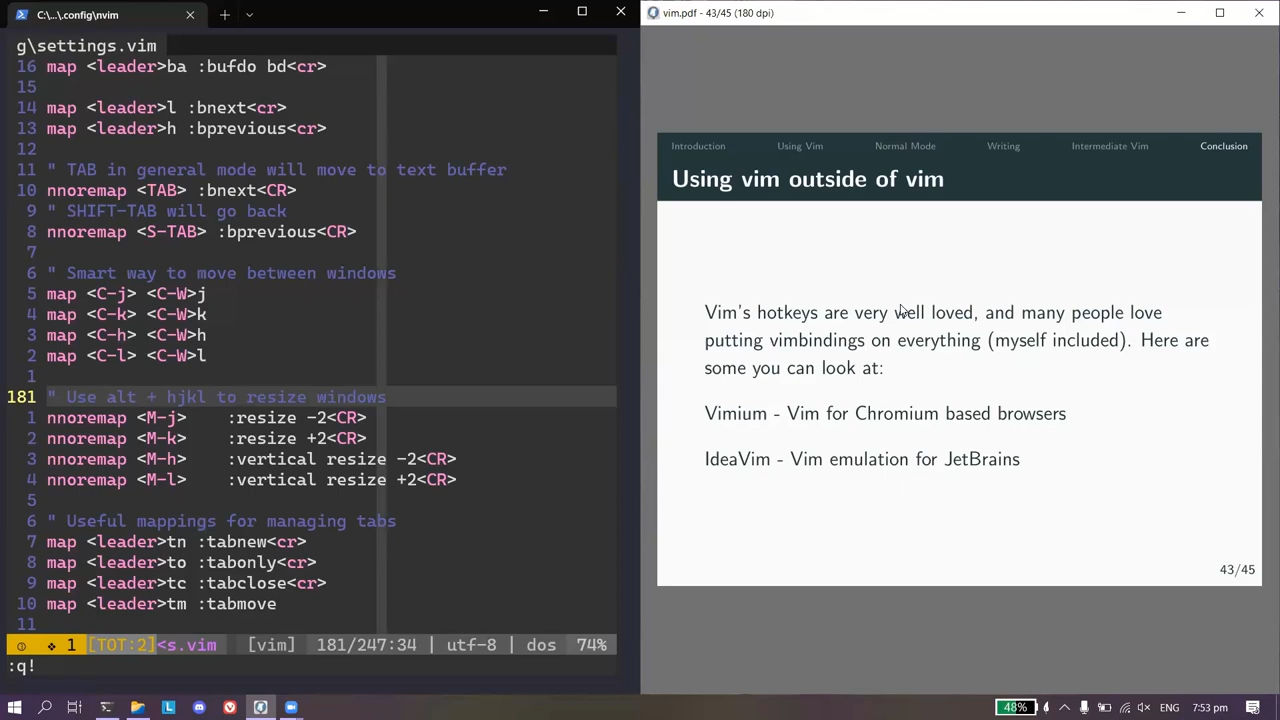 C:\...\.config\nvim
g\settings.vim
16 map <leader>ba :bufdo bd<cr>
15
14 map <leader>l :bnext<cr>
13 map <leader>h :bprevious<cr>
12
11 " TAB in general mode will move to text buffer
10 nnoremap <TAB> :bnext<CR>
9 " SHIFT-TAB will go back
8 nnoremap <S-TAB> :bprevious<CR>
7
6 " Smart way to move between windows
5 map <C-j> <C-W>j
4 map <C-k> <C-W>k
3 map <C-h> <C-W>h
2 map <C-l> <C-W>l
1
181 " Use alt + hjkl to resize windows
1 nnoremap <M-j>    :resize -2<CR>
2 nnoremap <M-k>    :resize +2<CR>
3 nnoremap <M-h>    :vertical resize -2<CR>
4 nnoremap <M-l>    :vertical resize +2<CR>
5
6 " Useful mappings for managing tabs
7 map <leader>tn :tabnew<cr>
8 map <leader>to :tabonly<cr>
9 map <leader>tc :tabclose<cr>
10 map <leader>tm :tabmove
11
1 [TOT:2]<s.vim [vim] 181/247:34 | utf-8 | dos 74%
:q!
vim.pdf - 43/45 (180 dpi)
Introduction Using Vim Normal Mode Writing Intermediate Vim Conclusion
Using vim outside of vim
Vim's hotkeys are very well loved, and many people love
putting vimbindings on everything (myself included). Here are
some you can look at:
Vimium - Vim for Chromium based browsers
IdeaVim - Vim emulation for JetBrains
43/45
48% ENG 7:53 pm